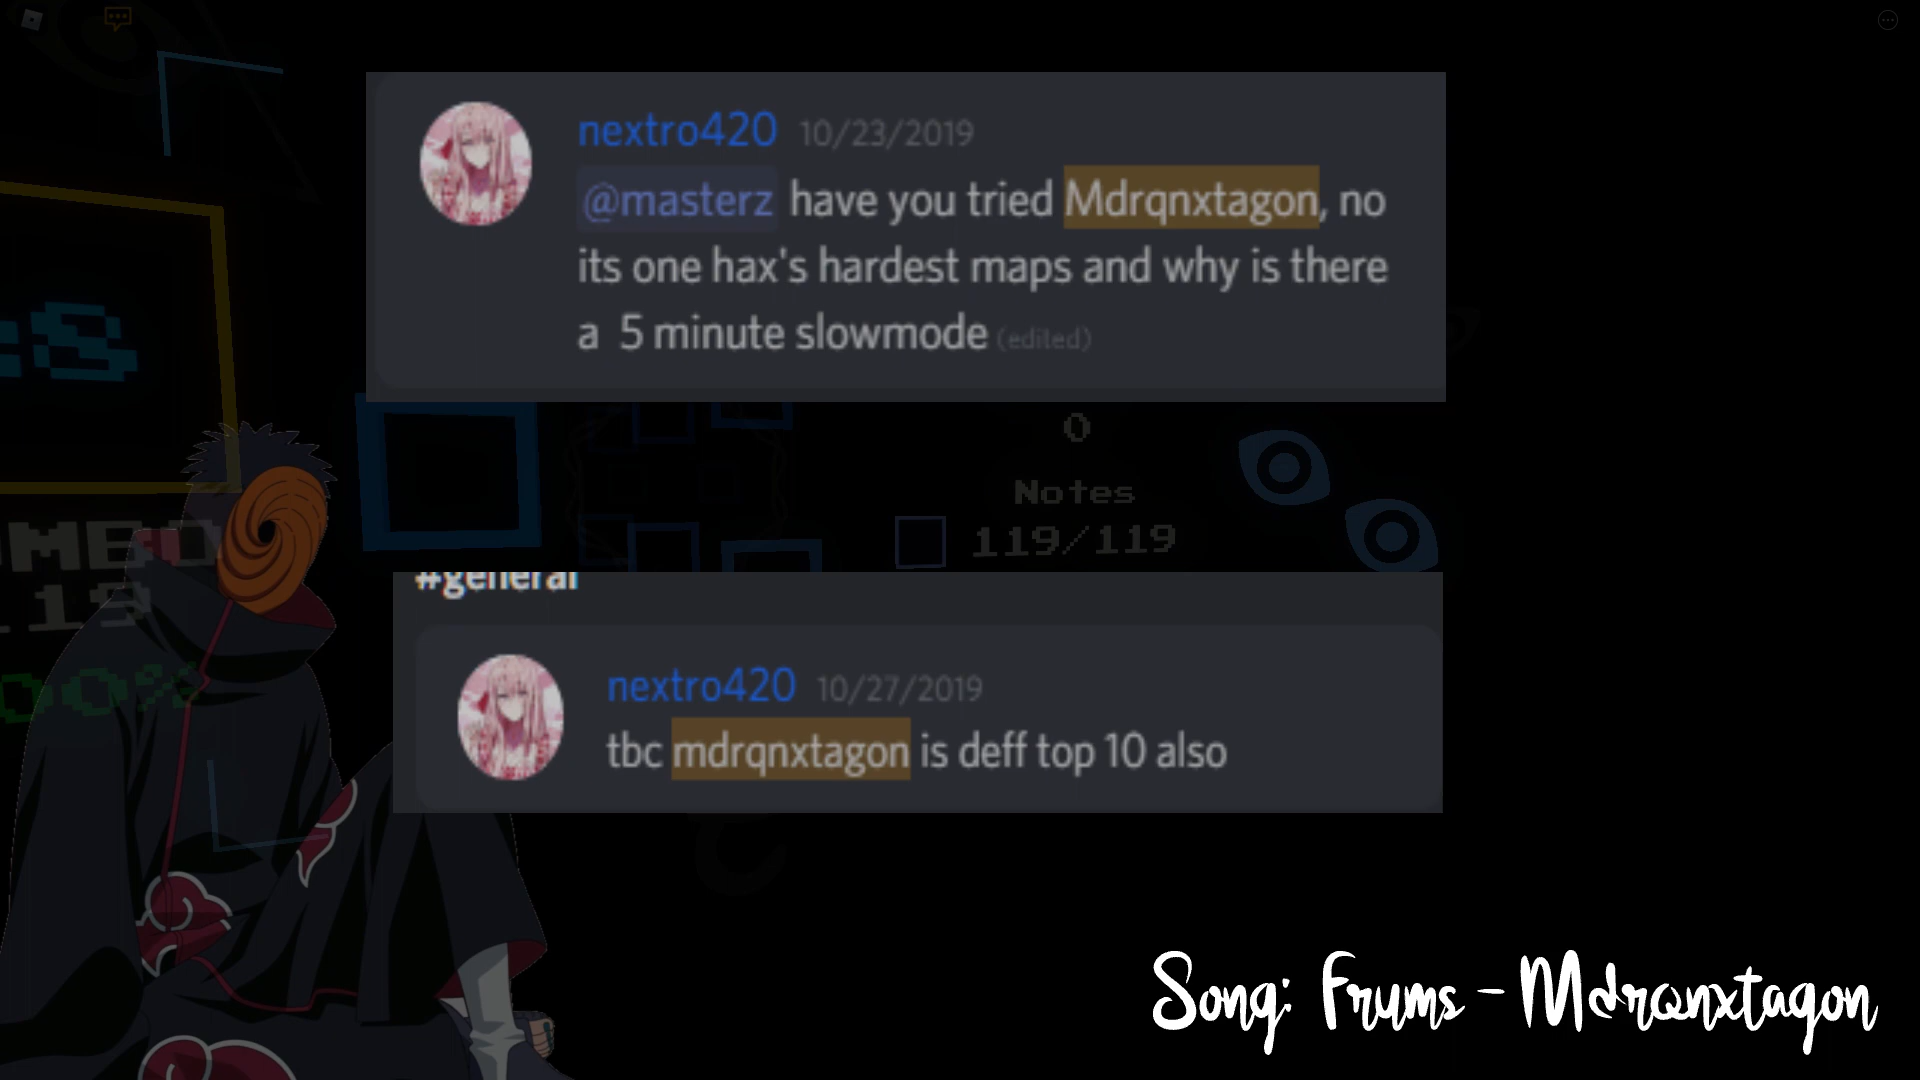 nextro420 10/23/2019
@masterz have you tried Mdrqnxtagon, no
its one hax's hardest maps and why is there
a 5 minute slowmode (edited)
0
Notes
119/119
#general
nextro420 10/27/2019
tbc mdrqnxtagon is deff top 10 also
Song: Frums - Mdrqnxtagon